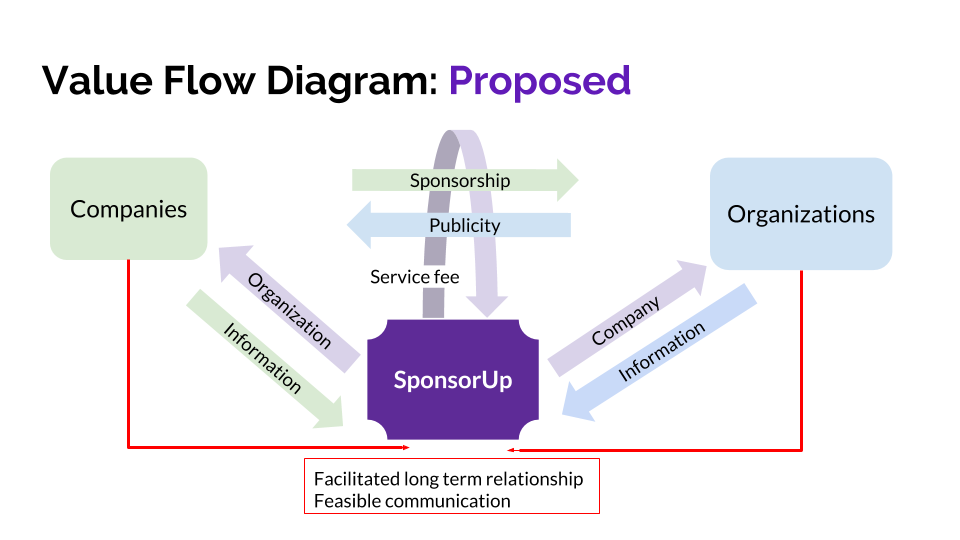 Value Flow Diagram: Proposed
Companies
Sponsorship
Publicity
Organizations
Service fee
Organization
Information
Company
Information
SponsorUp
Facilitated long term relationship
Feasible communication